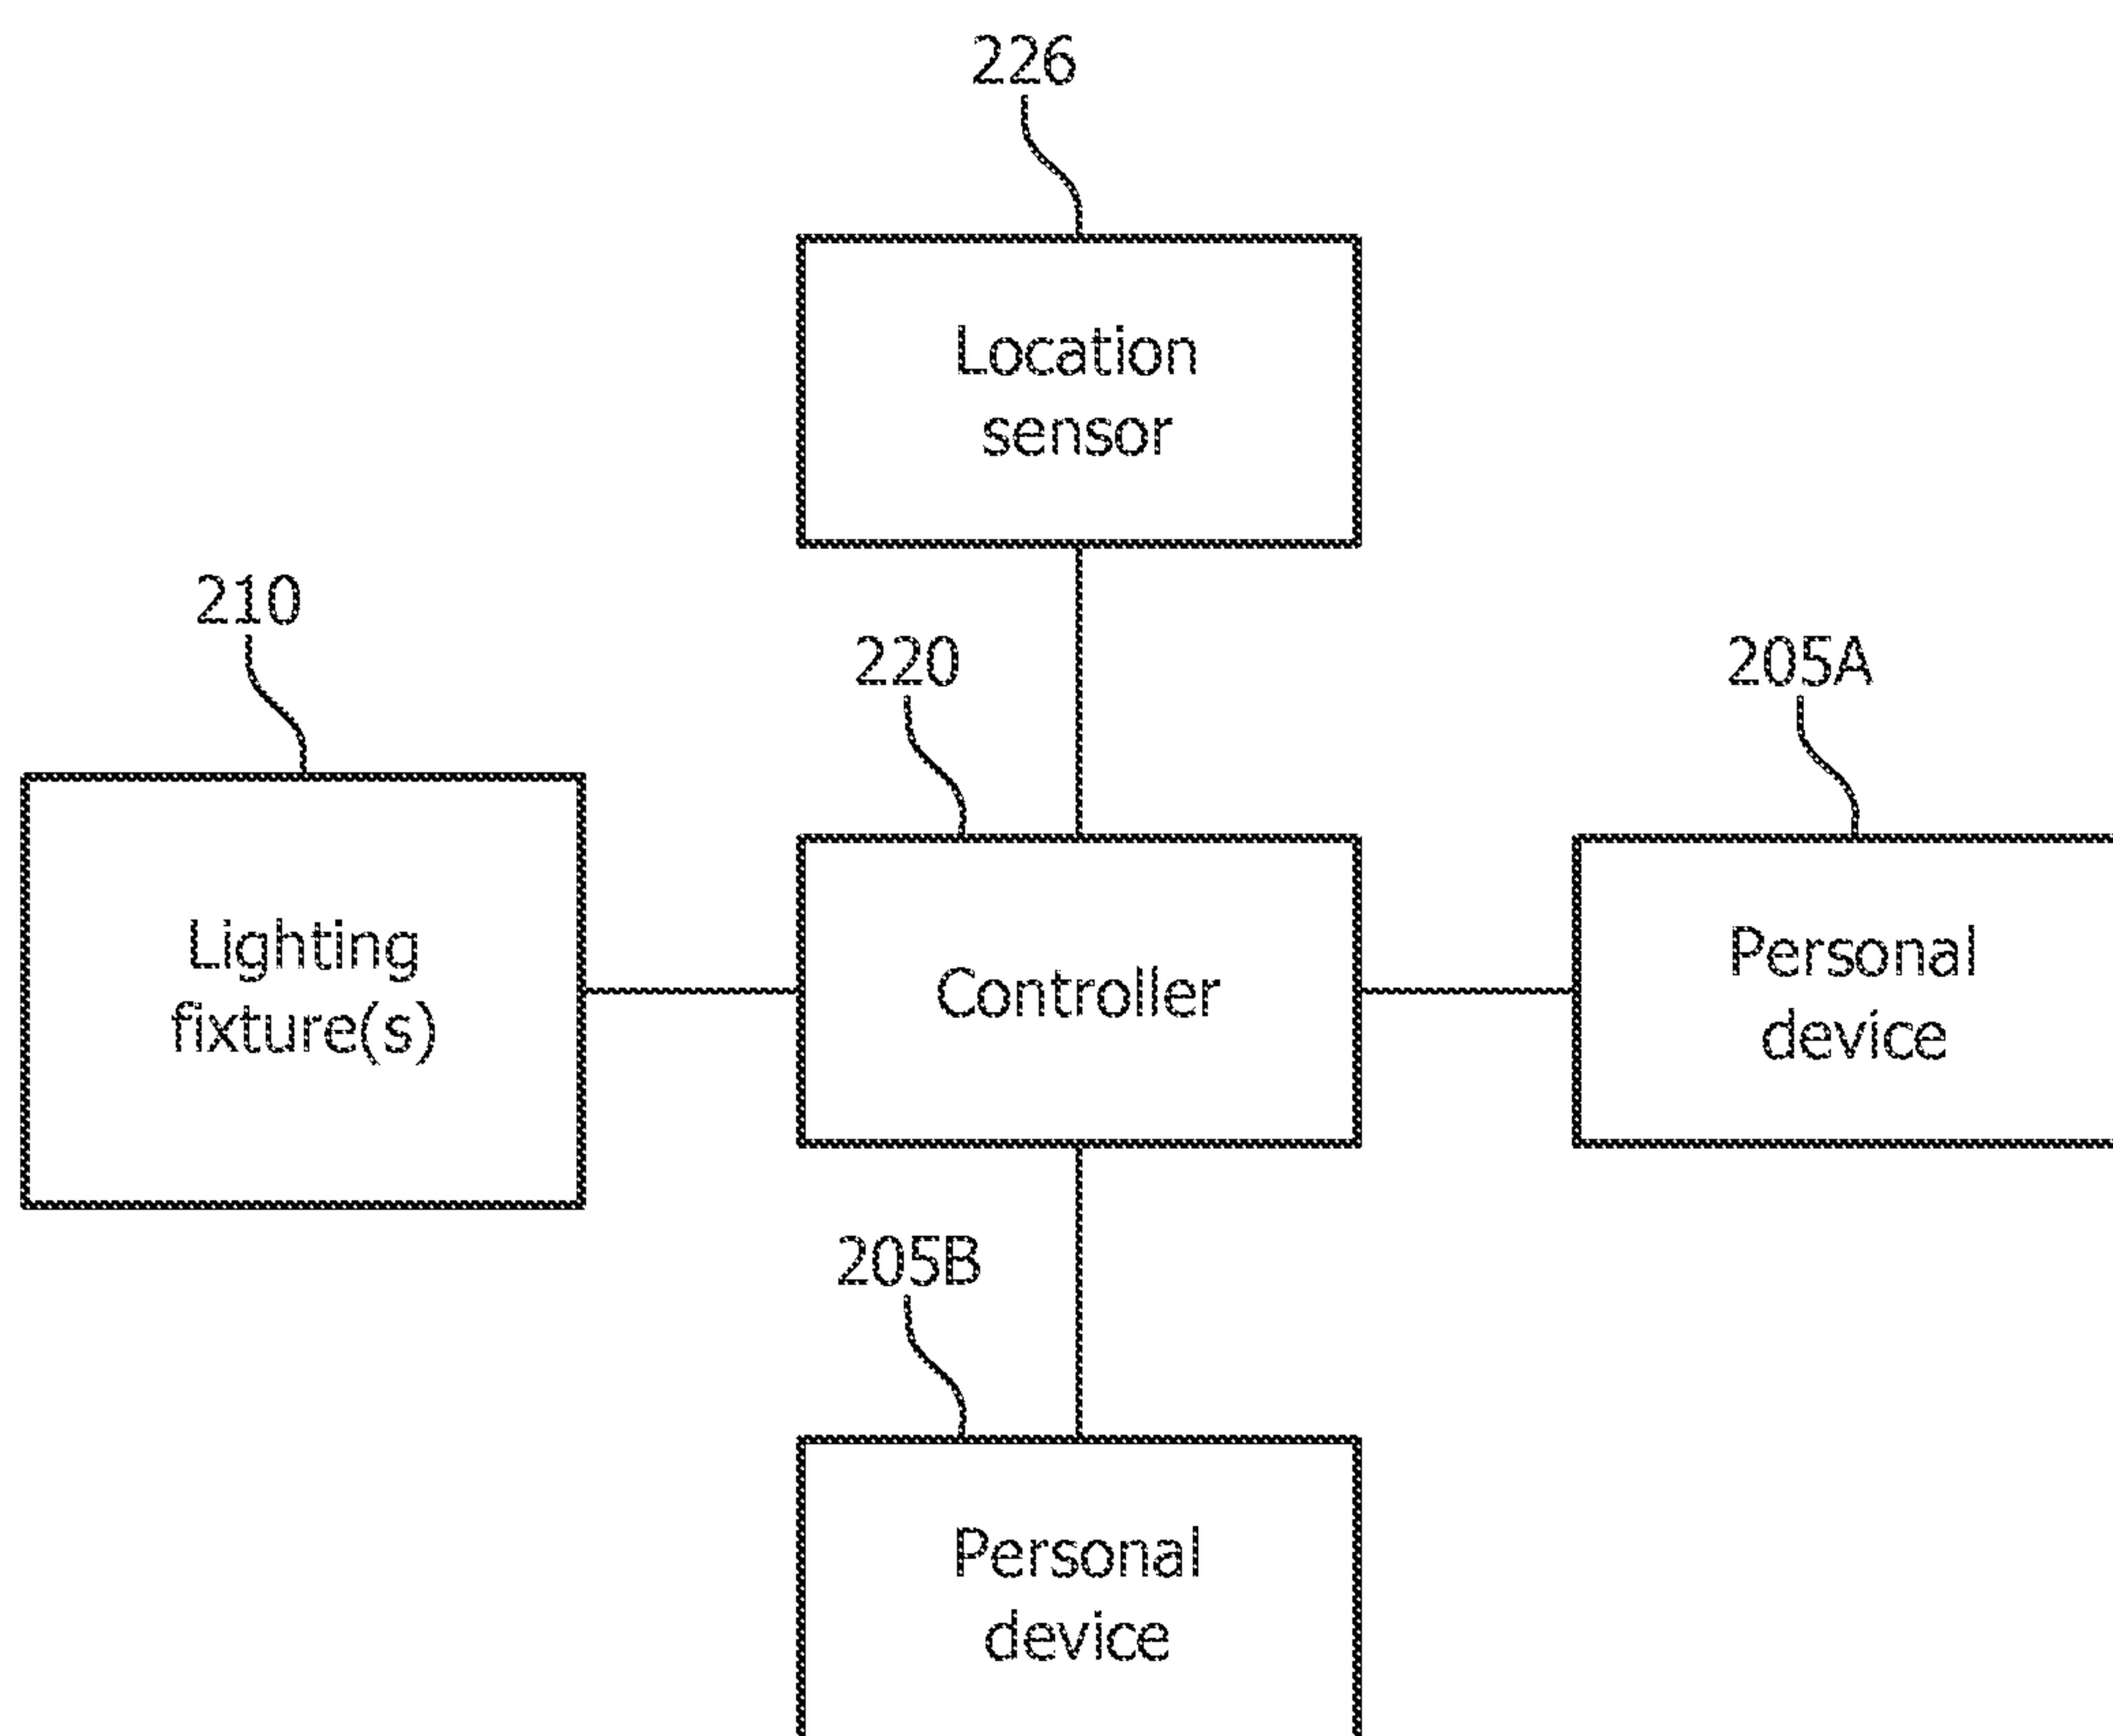 226
Location
sensor
210
220
205A
Lighting
fixture(s)
Controller
Personal
device
205B
Personal
device